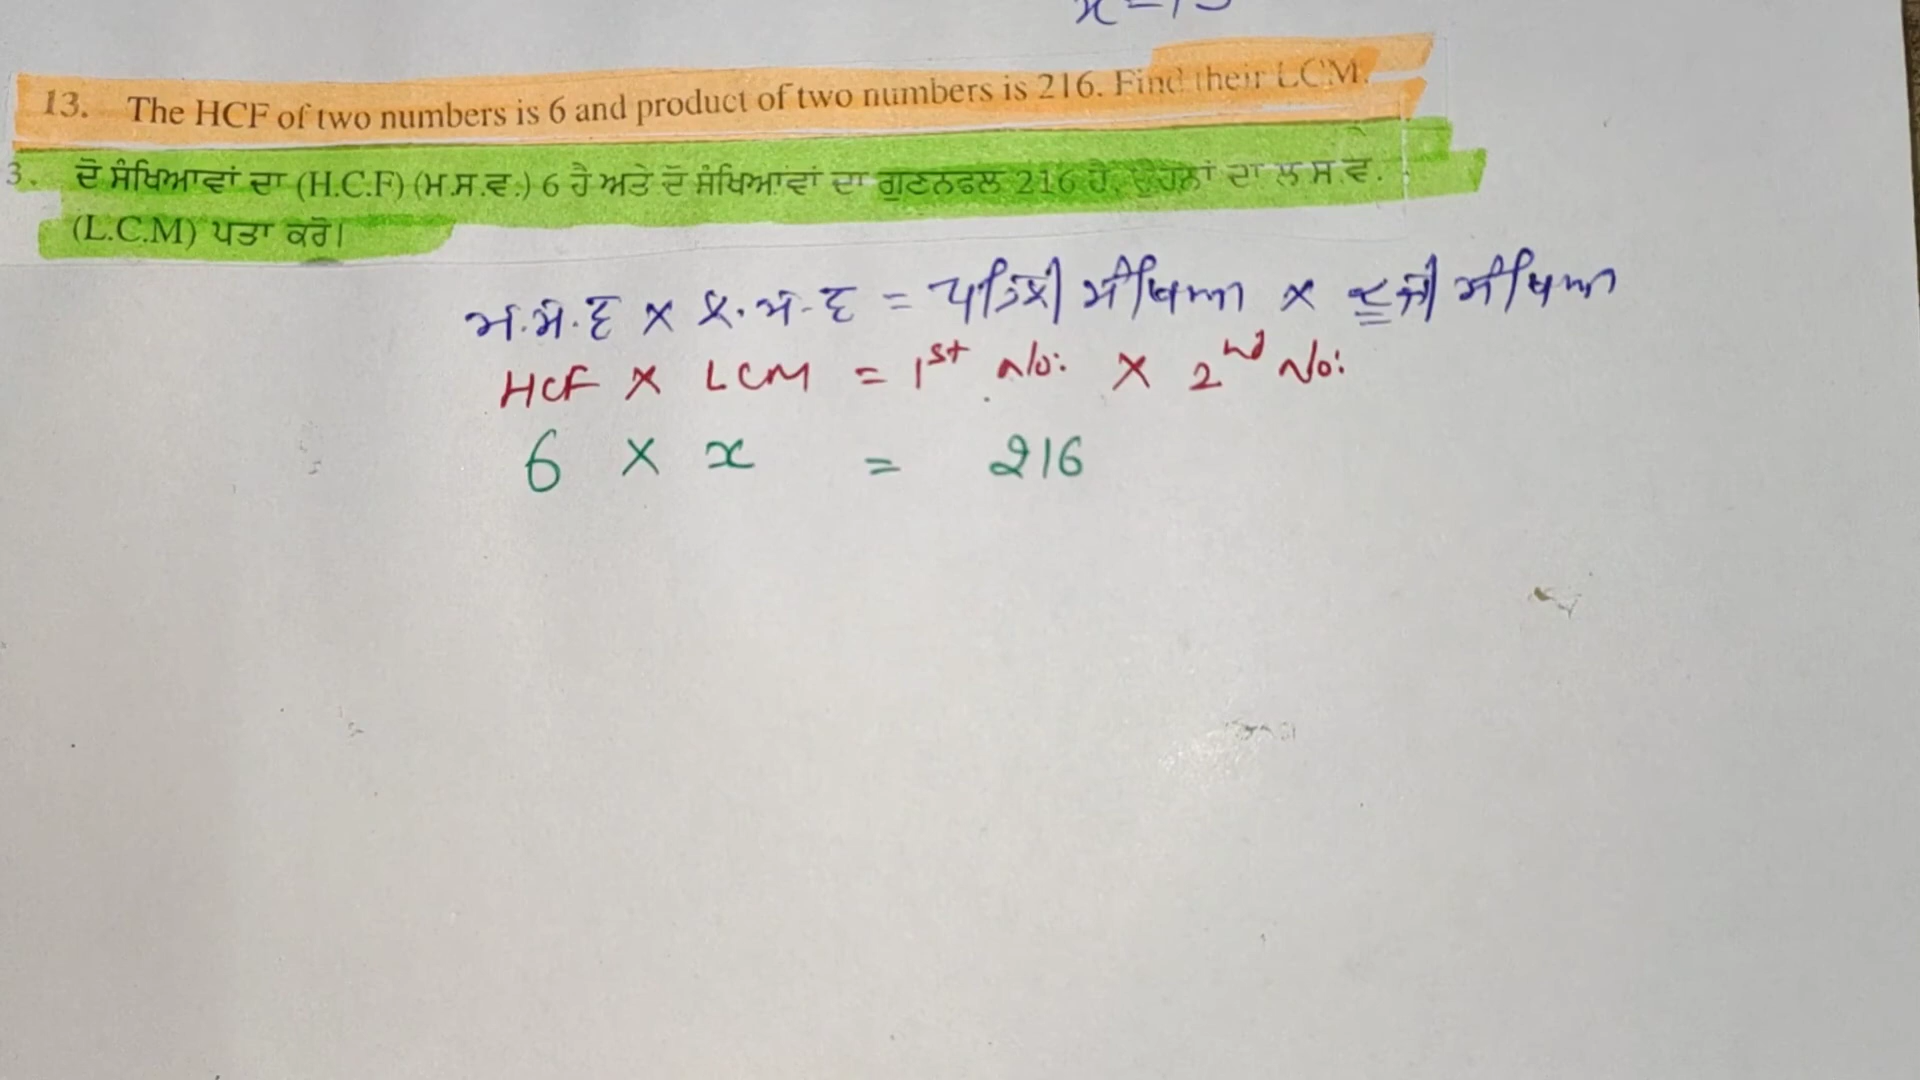 13. The HCF of two numbers is 6 and product of two numbers is 216. Find their LCM.
3. ਦੋ ਸੰਖਿਆਵਾਂ ਦਾ (H.C.F) (ਮ.ਸ.ਵ.) 6 ਹੈ ਅਤੇ ਦੋ ਸੰਖਿਆਵਾਂ ਦਾ ਗੁਣਨਫਲ 216 ਹੈ, ਉਹਨਾਂ ਦਾ ਲ.ਸ.ਵ.
(L.C.M) ਪਤਾ ਕਰੋ।
ਮ.ਸ.ਵ × ਲ.ਸ.ਵ = ਪਹਿਲੀ ਸੰਖਿਆ × ਦੂਜੀ ਸੰਖਿਆ
HCF × LCM = 1st No: × 2nd No:
6 × x = 216